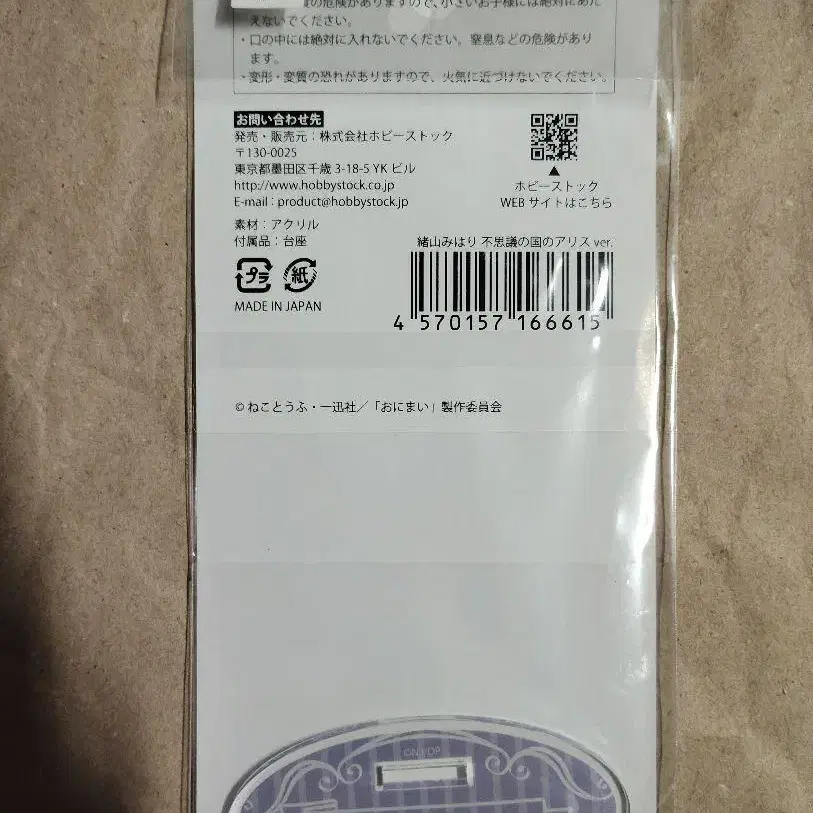 の危険がありますので、小さいお子様には絶対にあた
えないでください。
・口の中には絶対に入れないでください。窒息などの危険があり
ます。
・変形・変質の恐れがありますので、火気に近づけないでください。
お問い合わせ先
発売・販売元：株式会社ホビーストック
〒130-0025
東京都墨田区千歳 3-18-5 YK ビル
http://www.hobbystock.co.jp
E-mail：product@hobbystock.jp
▲
ホビーストック
WEB サイトはこちら
素材：アクリル
付属品：台座
プラ
紙
MADE IN JAPAN
緒山みはり 不思議の国のアリス ver.
4 570157 166615
© ねことうふ・一迅社／「おにまい」製作委員会